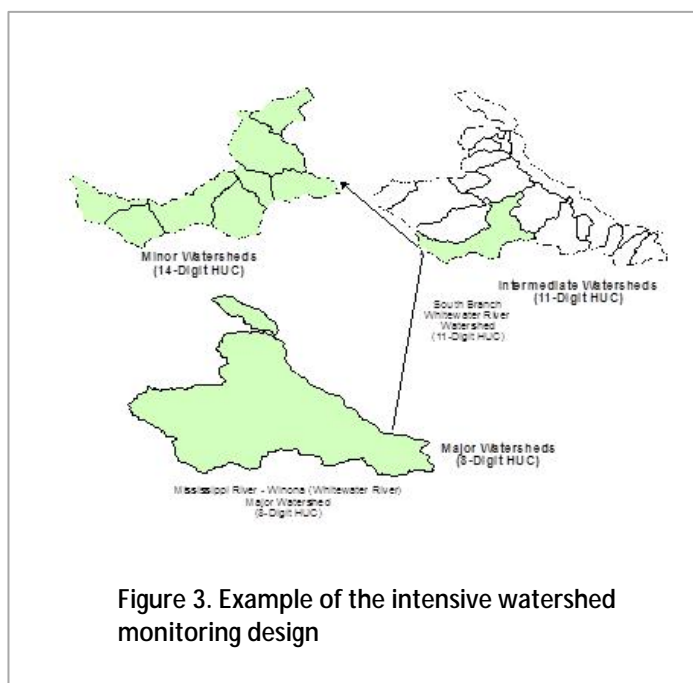 Minor Watersheds
(14-Digit HUC)
Intermediate Watersheds
(11-Digit HUC)
South Branch
Whitewater River
Watershed
(11-Digit HUC)
Major Watersheds
(8-Digit HUC)
Mississippi River - Winona (Whitewater River)
Major Watershed
(8-Digit HUC)
Figure 3. Example of the intensive watershed
monitoring design